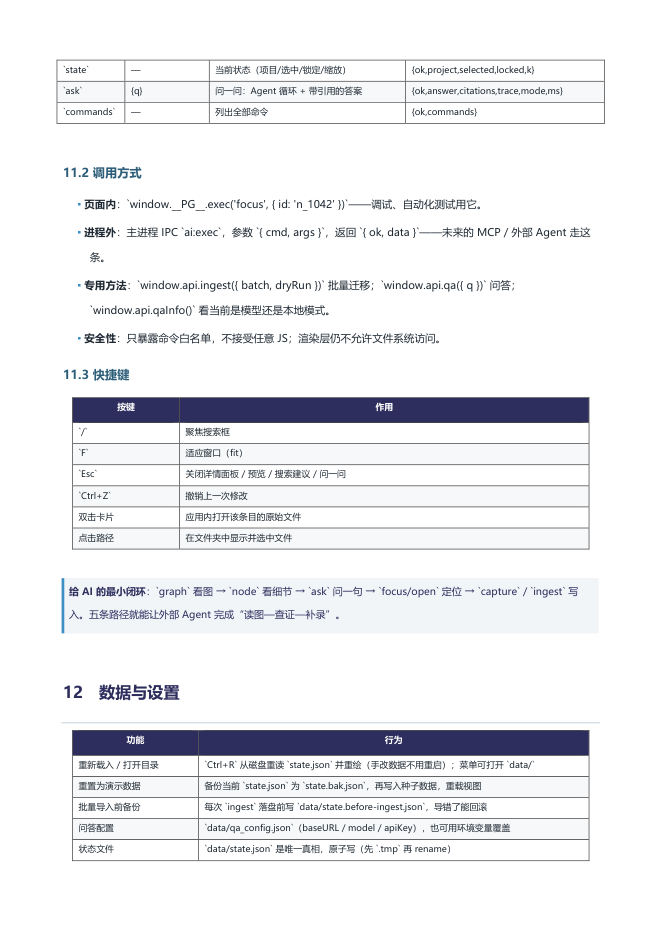 `state` — 当前状态（项目/选中/锁定/缩放） {ok,project,selected,locked,k}
`ask` {q} 问一问：Agent 循环 + 带引用的答案 {ok,answer,citations,trace,mode,ms}
`commands` — 列出全部命令 {ok,commands}
11.2 调用方式
▪ 页面内：`window.__PG__.exec('focus', { id: 'n_1042' })`——调试、自动化测试用它。
▪ 进程外：主进程 IPC `ai:exec`，参数 `{ cmd, args }`，返回 `{ ok, data }`——未来的 MCP / 外部 Agent 走这
条。
▪ 专用方法：`window.api.ingest({ batch, dryRun })` 批量迁移；`window.api.qa({ q })` 问答；
`window.api.qaInfo()` 看当前是模型还是本地模式。
▪ 安全性：只暴露命令白名单，不接受任意 JS；渲染层仍不允许文件系统访问。
11.3 快捷键
按键 作用
`/` 聚焦搜索框
`F` 适应窗口（fit）
`Esc` 关闭详情面板 / 预览 / 搜索建议 / 问一问
`Ctrl+Z` 撤销上一次修改
双击卡片 应用内打开该条目的原始文件
点击路径 在文件夹中显示并选中文件
给 AI 的最小闭环：`graph` 看图 → `node` 看细节 → `ask` 问一句 → `focus/open` 定位 → `capture` / `ingest` 写
入。五条路径就能让外部 Agent 完成“读图—查证—补录”。
12 数据与设置
功能 行为
重新载入 / 打开目录 `Ctrl+R` 从磁盘重读 `state.json` 并重绘（手改数据不用重启）；菜单可打开 `data/`
重置为演示数据 备份当前 `state.json` 为 `state.bak.json`，再写入种子数据，重载视图
批量导入前备份 每次 `ingest` 落盘前写 `data/state.before-ingest.json`，导错了能回滚
问答配置 `data/qa_config.json`（baseURL / model / apiKey），也可用环境变量覆盖
状态文件 `data/state.json` 是唯一真相，原子写（先 `.tmp` 再 rename）